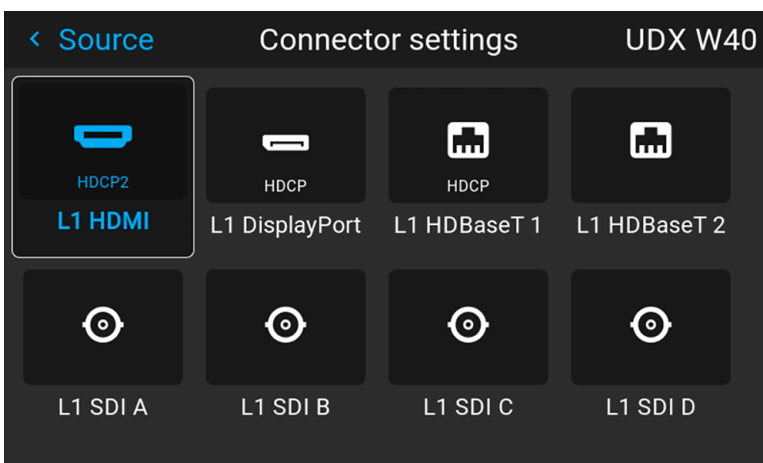 Source Connector settings UDX W40
HDCP2 HDCP HDCP
L1 HDMI L1 DisplayPort L1 HDBaseT 1 L1 HDBaseT 2
L1 SDI A L1 SDI B L1 SDI C L1 SDI D